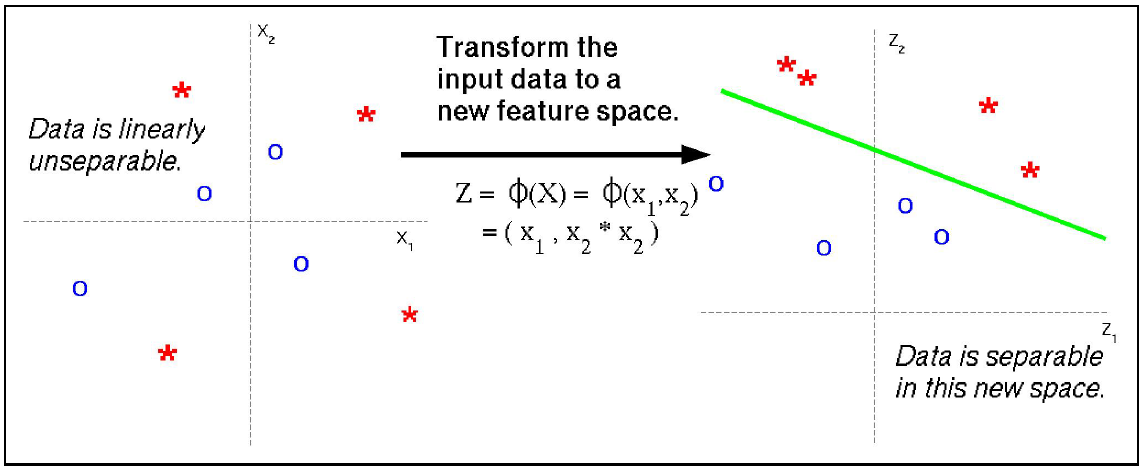 X2
Data is linearly
unseparable.
X1
Transform the
input data to a
new feature space.
Z = ϕ(X) = ϕ(x1,x2)
= ( x1 , x2 * x2 )
Z2
Z1
Data is separable
in this new space.